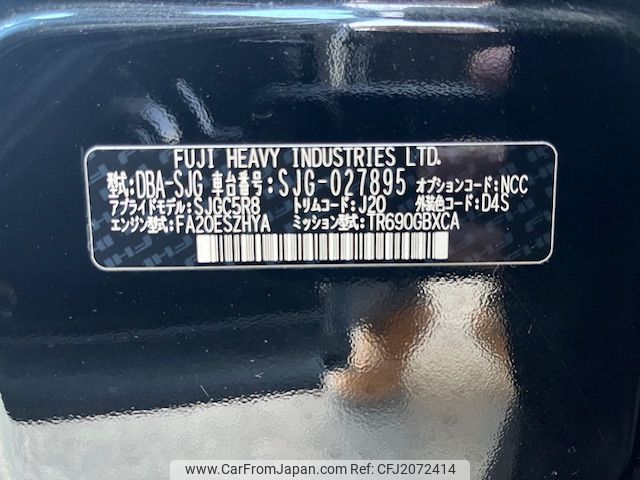 FUJI HEAVY INDUSTRIES LTD.
型式:DBA-SJG 車台番号:SJG-027895 オプションコード:NCC
アプライドモデル:SJGC5R8 トリムコード:J20 外装色コード:D4S
エンジン型式:FA20ESZHYA ミッション型式:TR690GBXCA
www.CarFromJapan.com - Photo ID: CFJ2072414